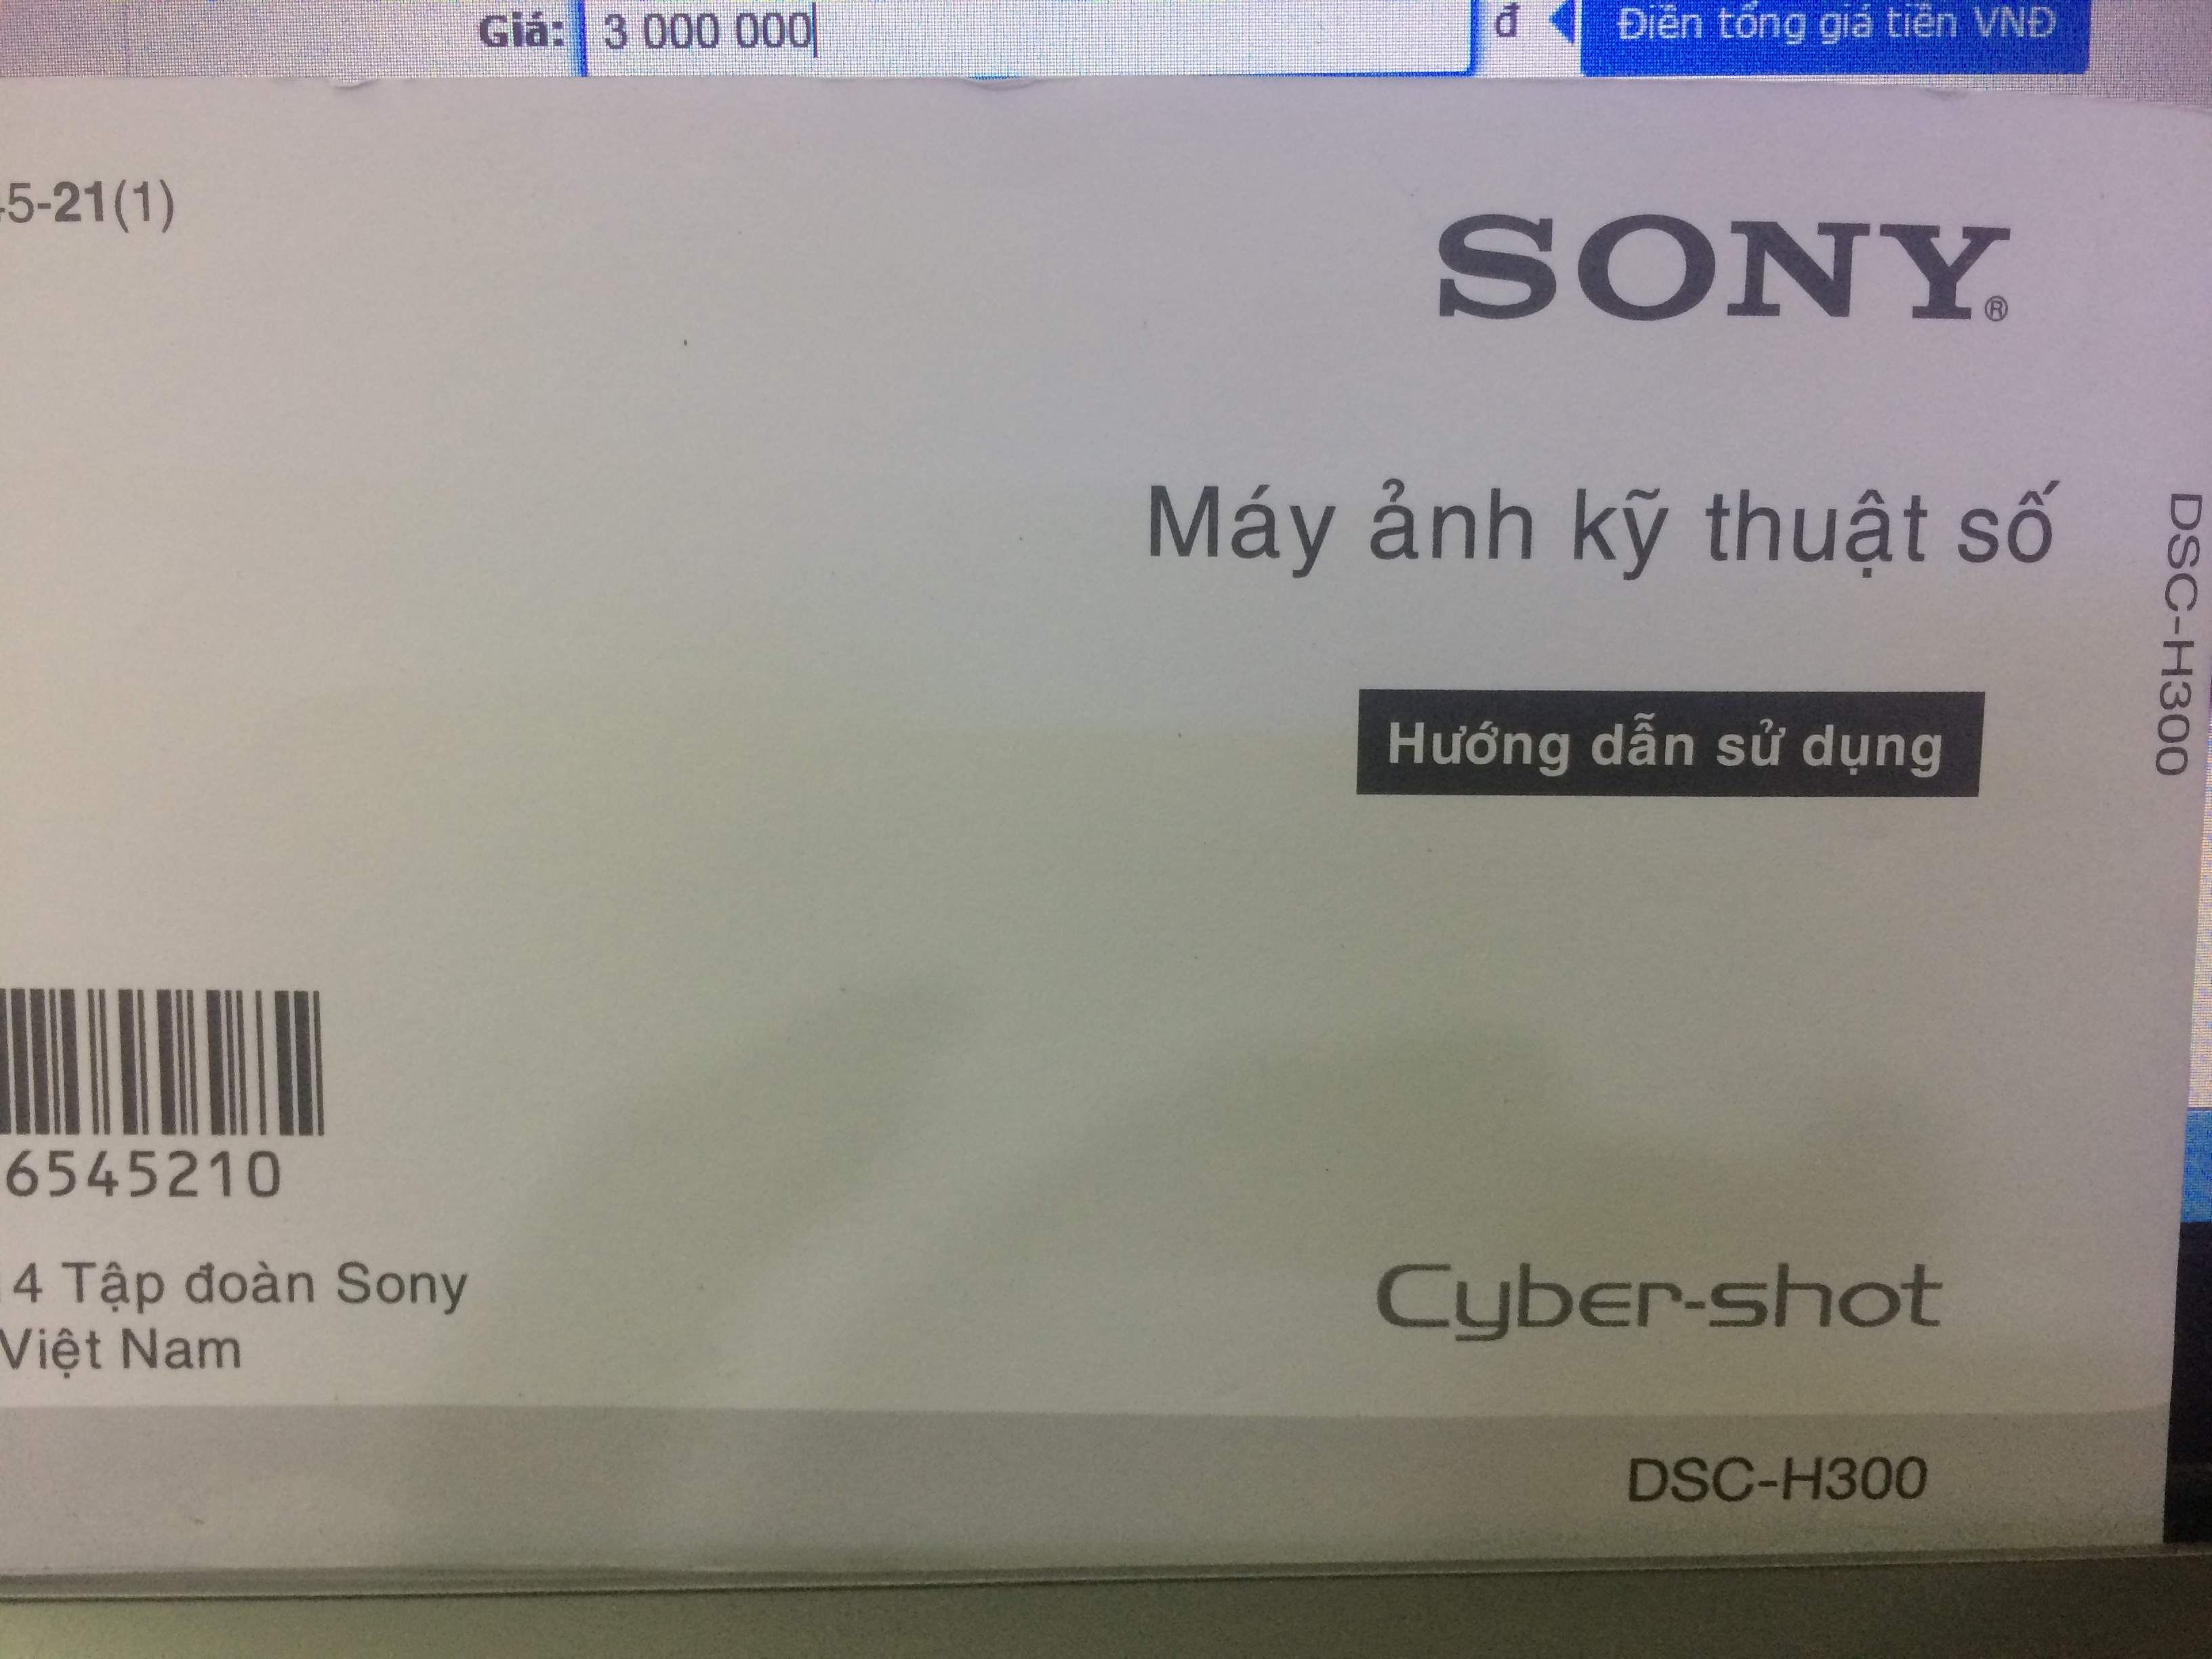 Giá: 3 000 000 đ Điền tổng giá tiền VNĐ
5-21(1)
SONY®
Máy ảnh kỹ thuật số
DSC-H300
Hướng dẫn sử dụng
6545210
4 Tập đoàn Sony
Việt Nam
Cyber-shot
DSC-H300